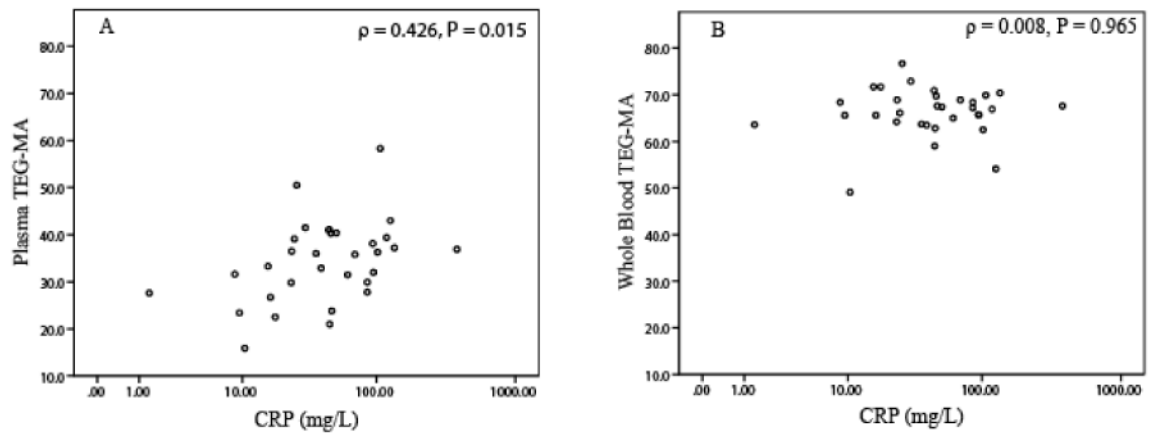 A
ρ = 0.426, P = 0.015
80.0
70.0
60.0
50.0
40.0
30.0
20.0
10.0
Plasma TEG-MA
.00 1.00 10.00 100.00 1000.00
CRP (mg/L)
B
ρ = 0.008, P = 0.965
80.0
70.0
60.0
50.0
40.0
30.0
20.0
10.0
Whole Blood TEG-MA
.00 1.00 10.00 100.00 1000.00
CRP (mg/L)